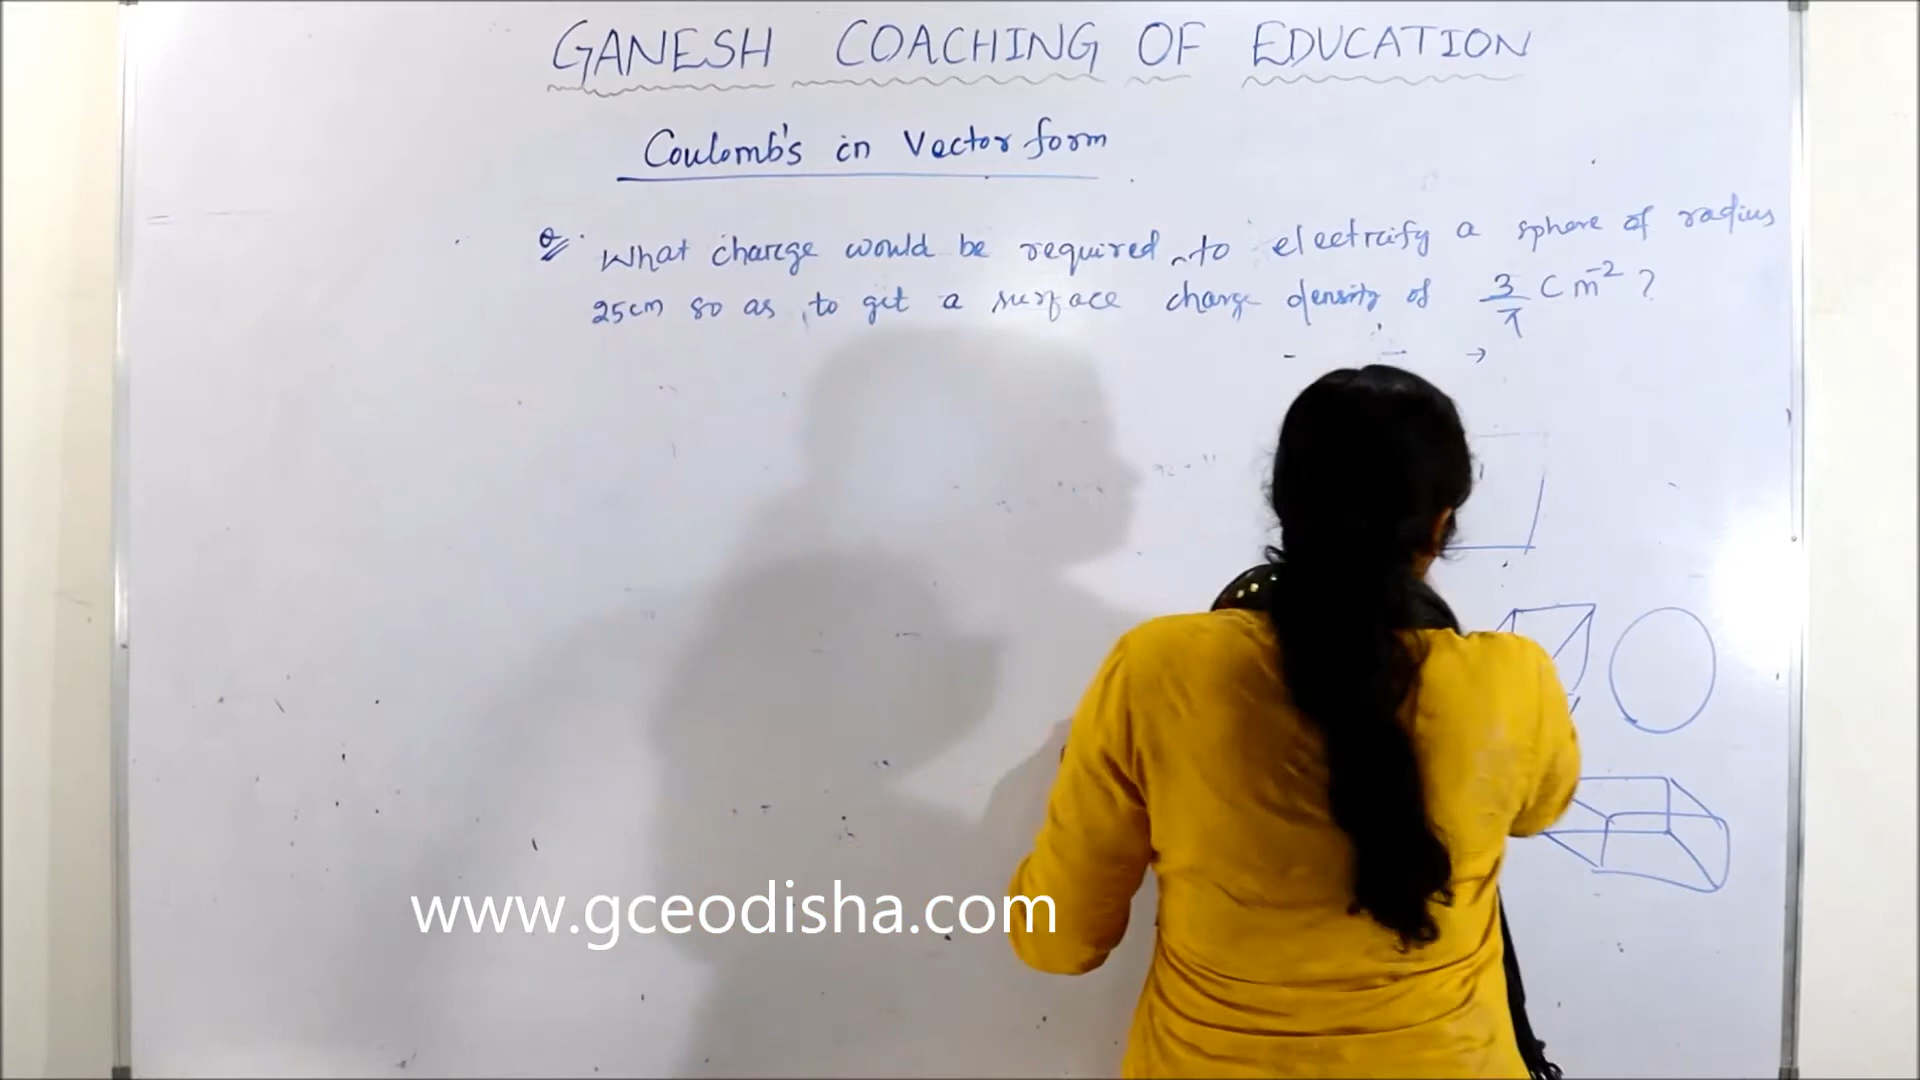 GANESH COACHING OF EDUCATION
Coulomb's in Vector form
Q. What charge would be required, to electrify a sphere of radius
25cm so as to get a surface charge density of 3/π C m⁻² ?
www.gceodisha.com